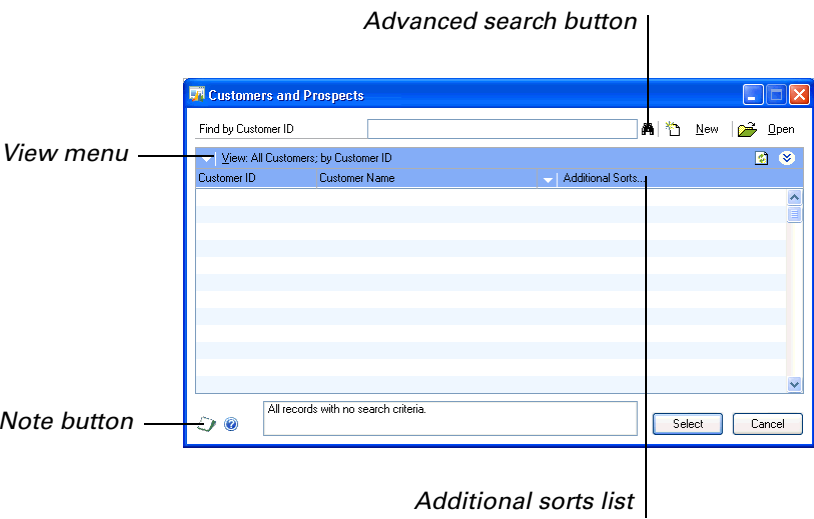 Advanced search button
Customers and Prospects
Find by Customer ID
New
Open
View menu
View: All Customers; by Customer ID
Customer ID Customer Name Additional Sorts...
Note button
All records with no search criteria.
Select
Cancel
Additional sorts list